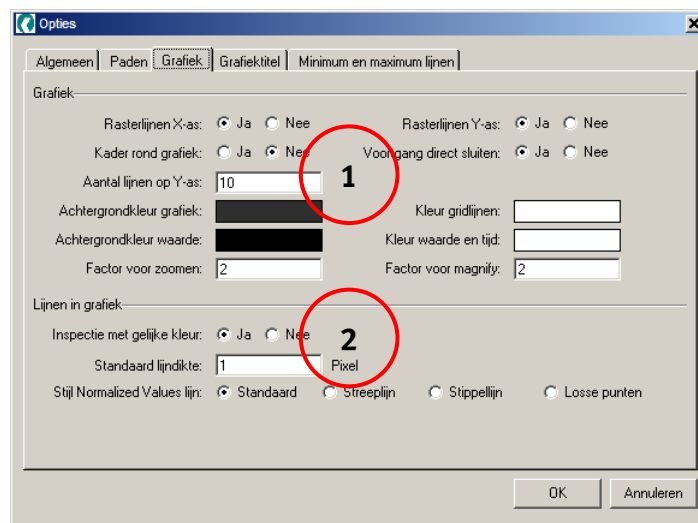 Opties
Algemeen Paden Grafiek Grafiektitel Minimum en maximum lijnen
Grafiek
Rasterlijnen X-as: Ja Nee Rasterlijnen Y-as: Ja Nee
Kader rond grafiek: Ja Nee Voortgang direct sluiten: Ja Nee
1
Aantal lijnen op Y-as: 10
Achtergrondkleur grafiek: Kleur gridlijnen:
Achtergrondkleur waarde: Kleur waarde en tijd:
Factor voor zoomen: 2 Factor voor magnify: 2
Lijnen in grafiek
Inspectie met gelijke kleur: Ja Nee
2
Standaard lijndikte: 1 Pixel
Stijl Normalized Values lijn: Standaard Streeplijn Stippellijn Losse punten
OK Annuleren